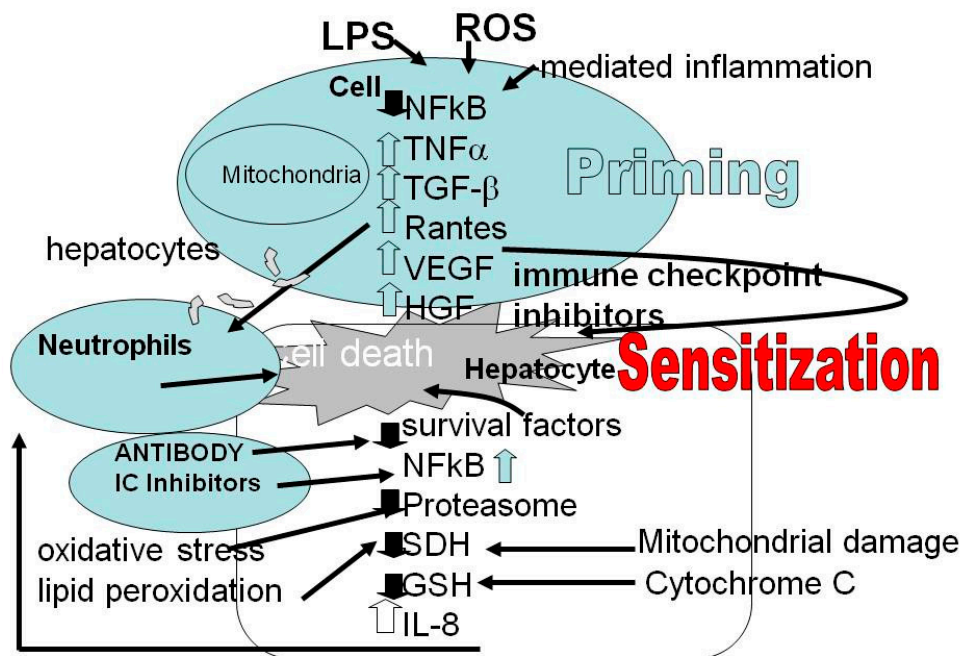 LPS
ROS
mediated inflammation
Cell
NFkB
TNFα
Mitochondria
TGF-β
Priming
Rantes
hepatocytes
VEGF
immune checkpoint
inhibitors
HGF
Neutrophils
Cell death
Hepatocyte
Sensitization
survival factors
ANTIBODY
IC Inhibitors
NFkB
Proteasome
oxidative stress
SDH
Mitochondrial damage
lipid peroxidation
GSH
Cytochrome C
IL-8